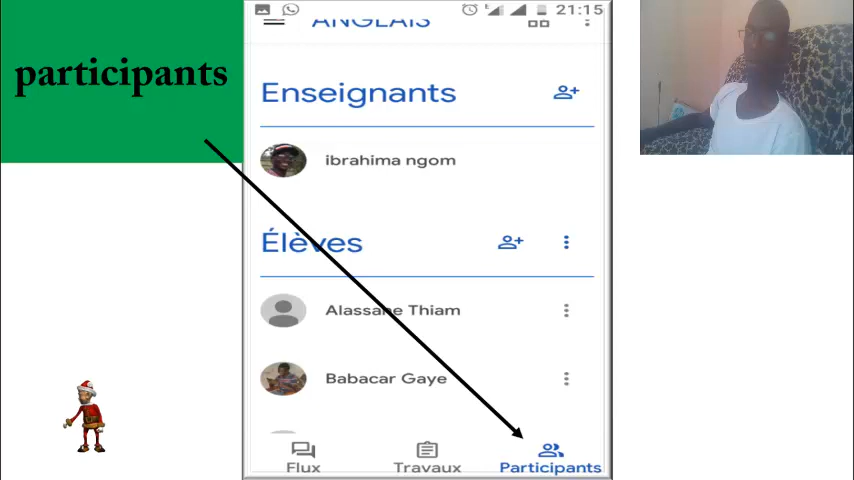 participants
21:15
ANGLAIS
Enseignants
ibrahima ngom
Élèves
Alassane Thiam
Babacar Gaye
Flux
Travaux
Participants